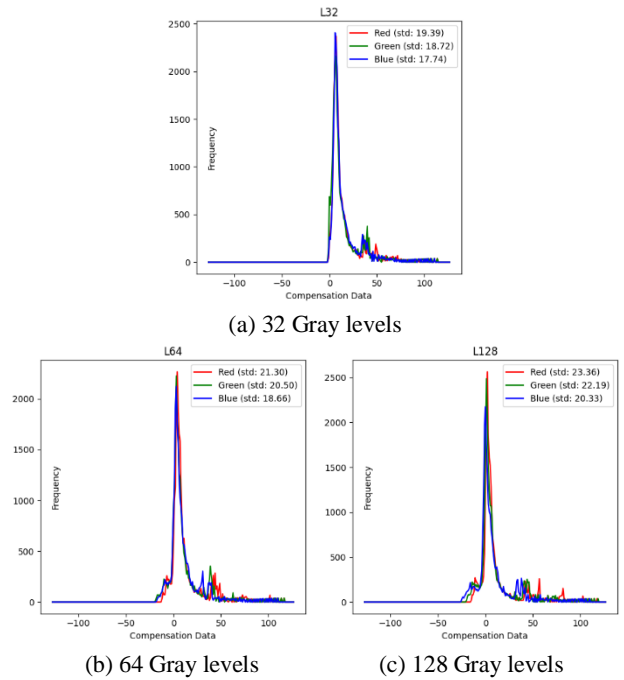 L32
2500
2000
1500
1000
500
0
Frequency
Red (std: 19.39)
Green (std: 18.72)
Blue (std: 17.74)
−100 −50 0 50 100
Compensation Data
(a) 32 Gray levels
L64
2000
1500
1000
500
0
Frequency
Red (std: 21.30)
Green (std: 20.50)
Blue (std: 18.66)
−100 −50 0 50 100
Compensation Data
(b) 64 Gray levels
L128
2500
2000
1500
1000
500
0
Frequency
Red (std: 23.36)
Green (std: 22.19)
Blue (std: 20.33)
−100 −50 0 50 100
Compensation Data
(c) 128 Gray levels